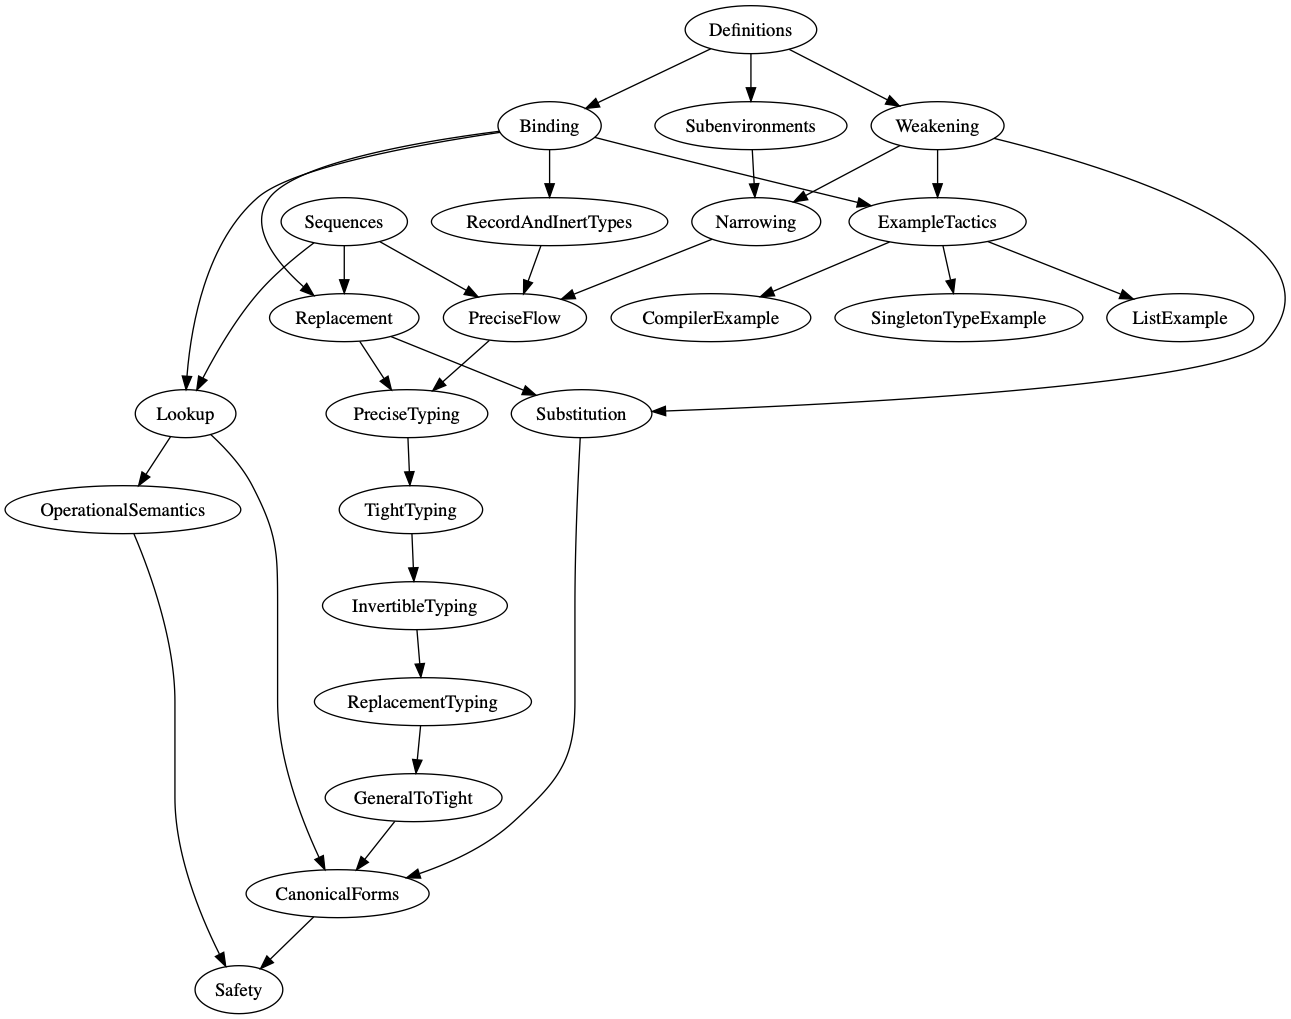 Definitions
Binding
Subenvironments
Weakening
Sequences
RecordAndInertTypes
Narrowing
ExampleTactics
Replacement
PreciseFlow
CompilerExample
SingletonTypeExample
ListExample
Lookup
PreciseTyping
Substitution
OperationalSemantics
TightTyping
InvertibleTyping
ReplacementTyping
GeneralToTight
CanonicalForms
Safety